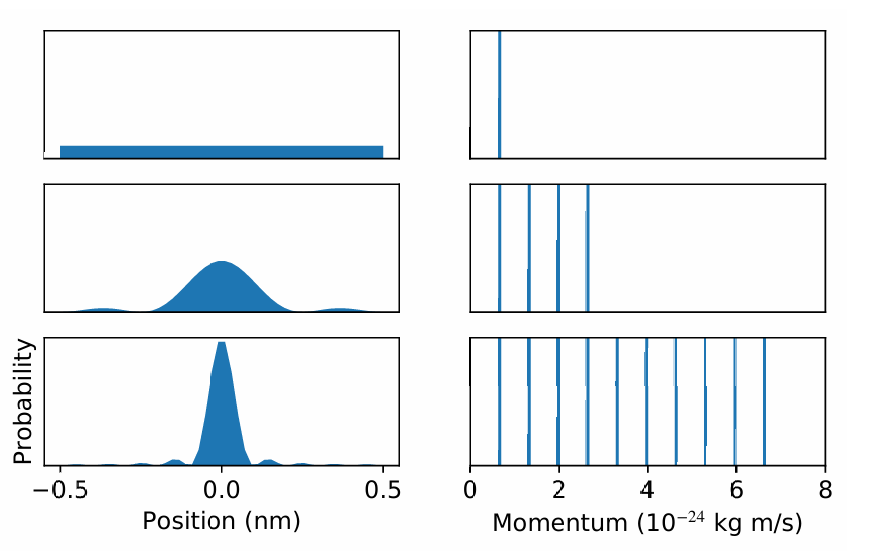 Probability
−0.5 0.0 0.5
Position (nm)
0 2 4 6 8
Momentum (10⁻²⁴ kg m/s)